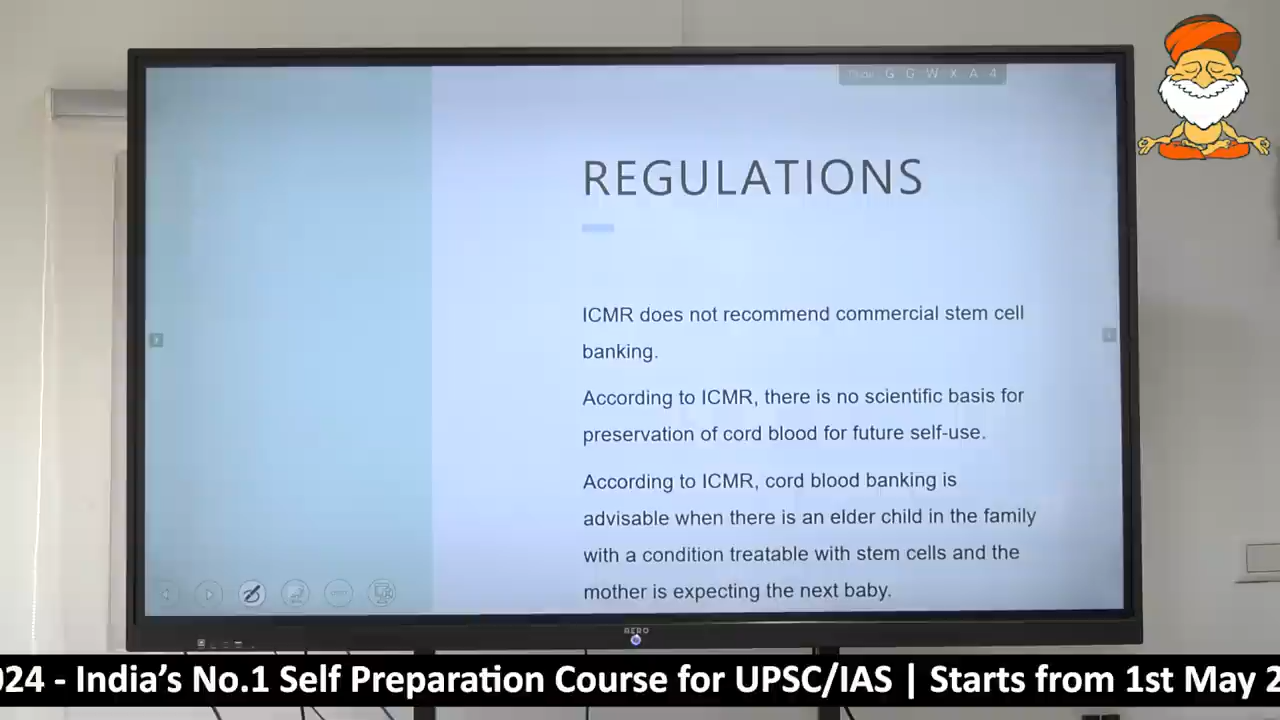 G G W X A 4
REGULATIONS
ICMR does not recommend commercial stem cell
banking.
According to ICMR, there is no scientific basis for
preservation of cord blood for future self-use.
According to ICMR, cord blood banking is
advisable when there is an elder child in the family
with a condition treatable with stem cells and the
mother is expecting the next baby.
024 - India's No.1 Self Preparation Course for UPSC/IAS | Starts from 1st May 2